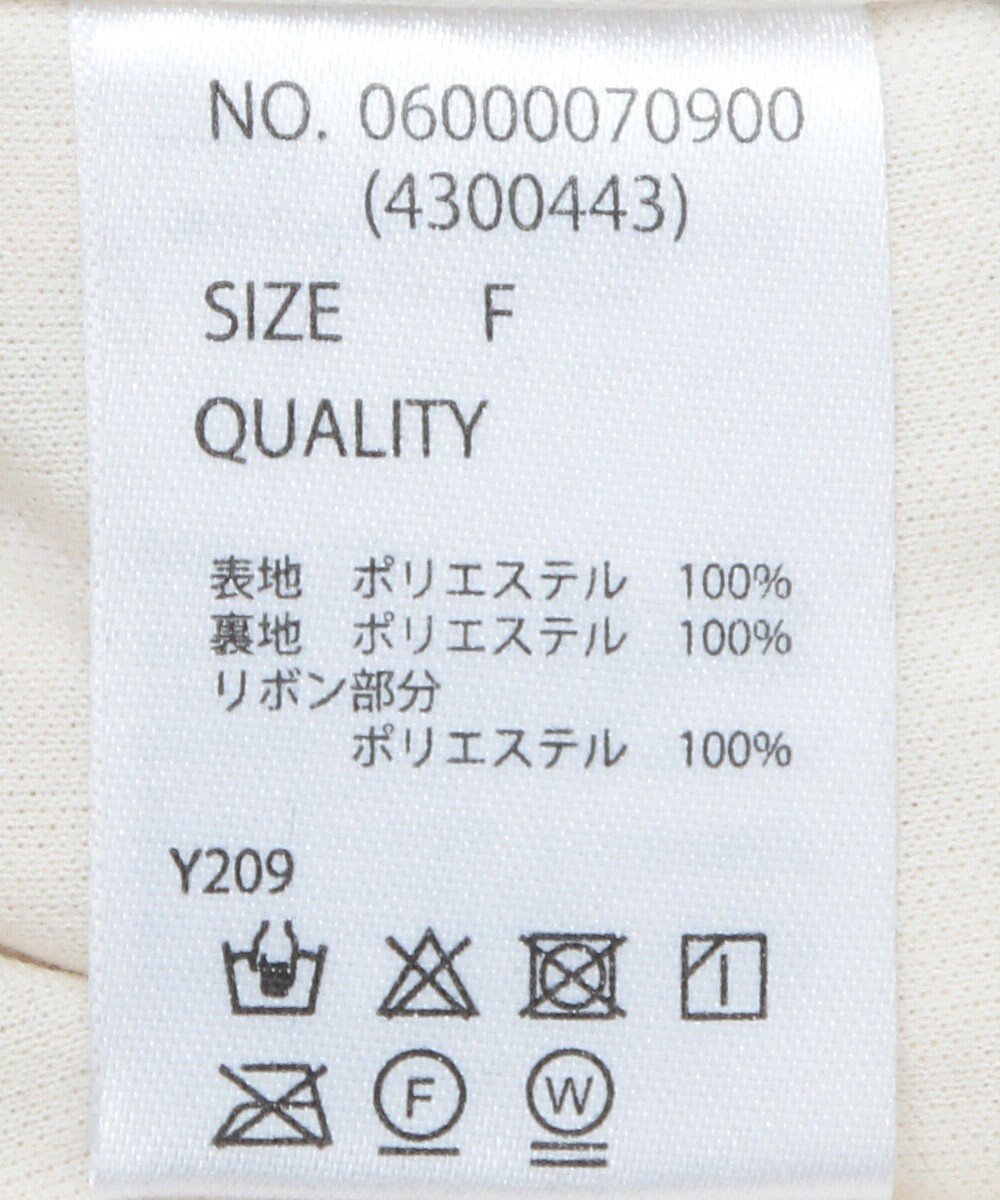 NO. 06000070900
(4300443)
SIZE F
QUALITY
表地 ポリエステル 100%
裏地 ポリエステル 100%
リボン部分
ポリエステル 100%
Y209
F W